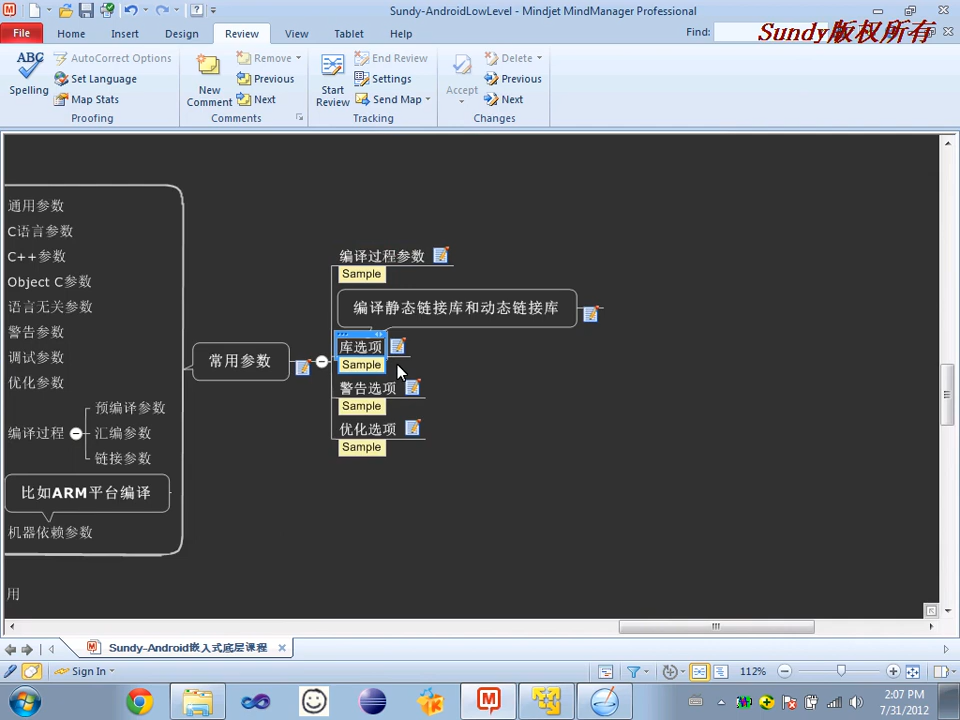 Sundy-AndroidLowLevel - Mindjet MindManager Professional
File
Home
Insert
Design
Review
View
Tablet
Help
Find:
Sundy版权所有
ABC
Spelling
AutoCorrect Options
Set Language
Map Stats
Proofing
New Comment
Remove
Previous
Next
Comments
Start Review
End Review
Settings
Send Map
Tracking
Accept
Delete
Previous
Next
Changes
通用参数
C语言参数
C++参数
Object C参数
语言无关参数
警告参数
调试参数
优化参数
编译过程
预编译参数
汇编参数
链接参数
比如ARM平台编译
机器依赖参数
用
常用参数
编译过程参数
Sample
编译静态链接库和动态链接库
库选项
Sample
警告选项
Sample
优化选项
Sample
Sundy-Android嵌入式底层课程
Sign In
112%
2:07 PM
7/31/2012